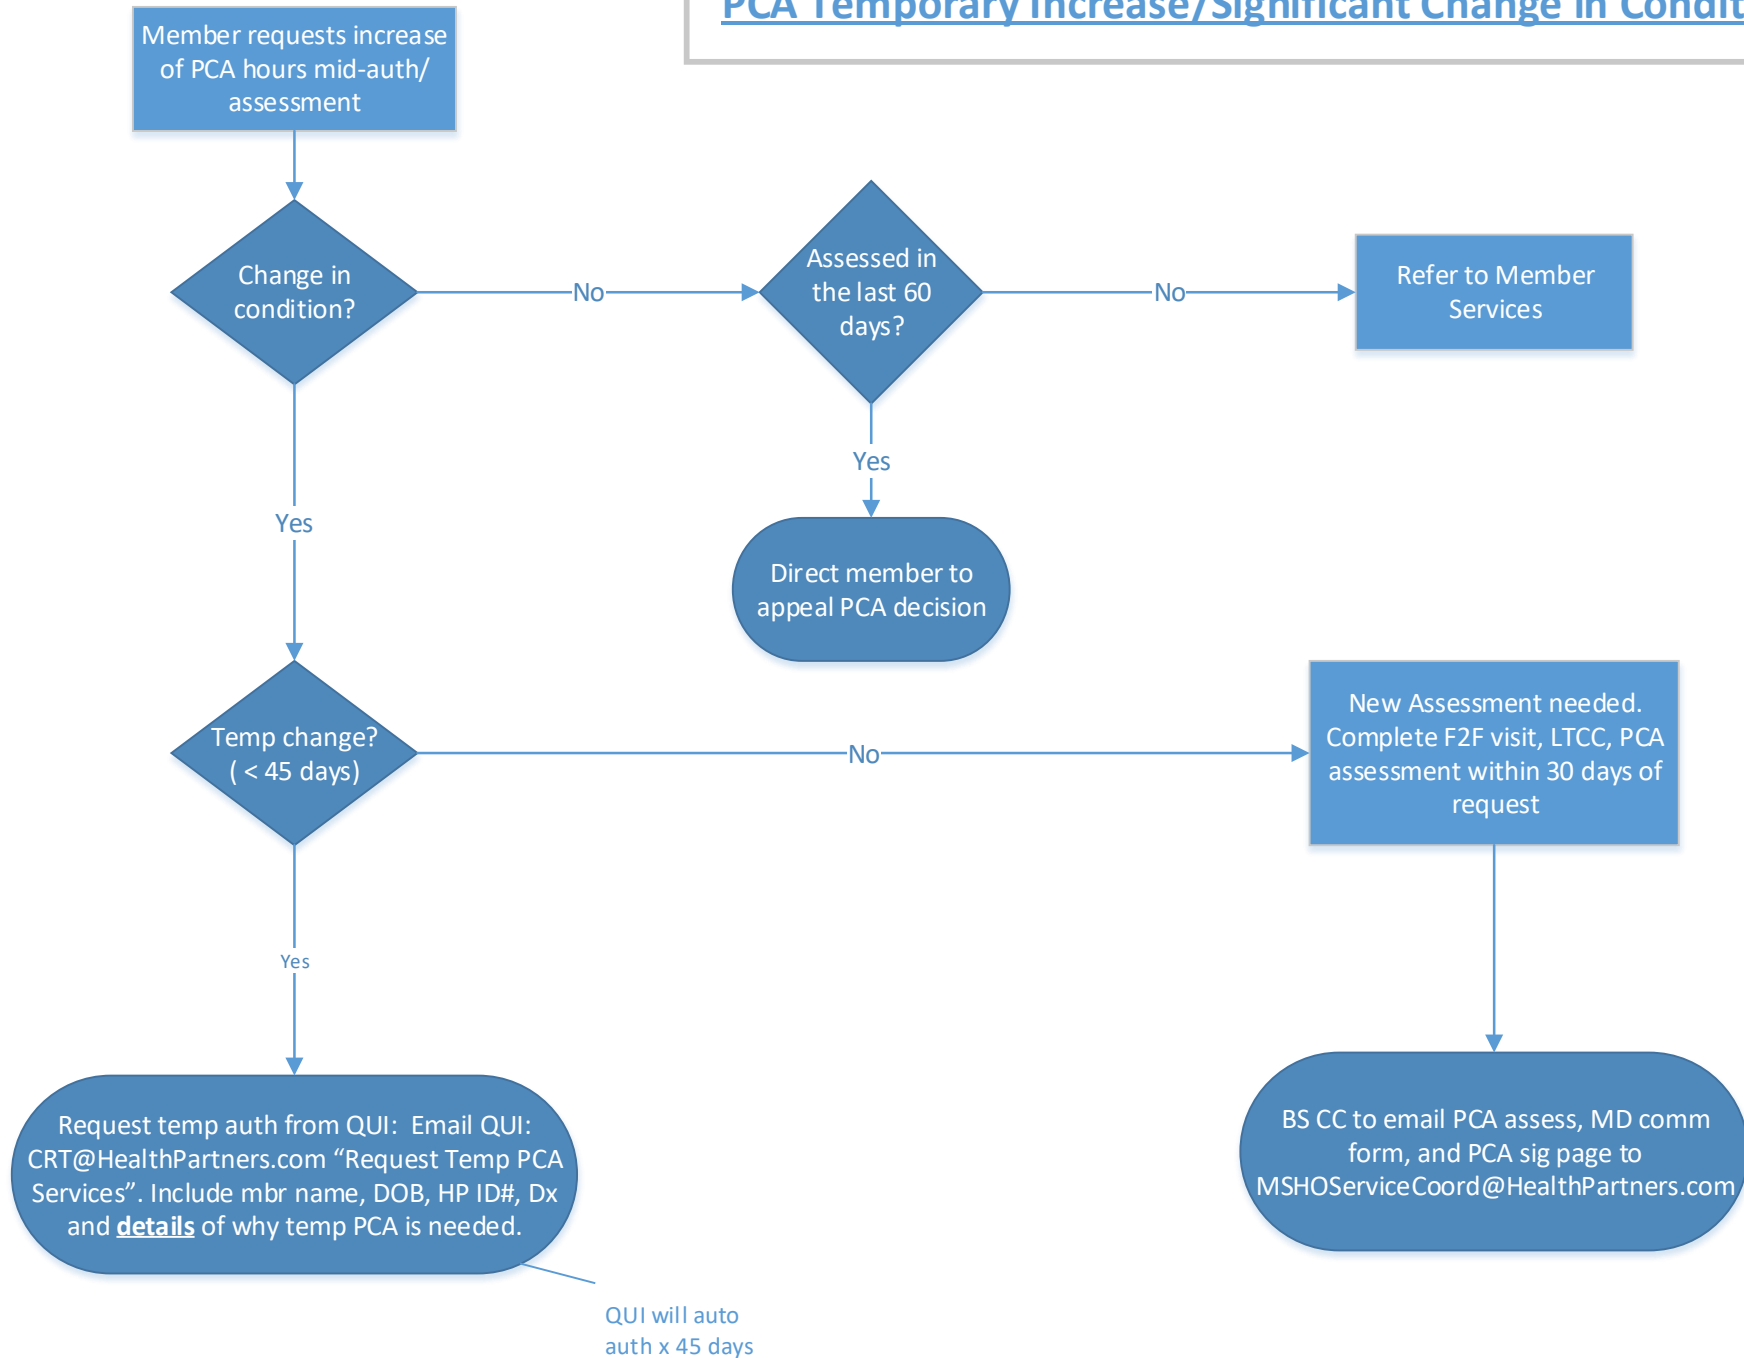 PCA Temporary Increase/Significant Change in Condit
Member requests increase
of PCA hours mid-auth/
assessment
Change in
condition?
No
Assessed in
the last 60
days?
No
Refer to Member
Services
Yes
Direct member to
appeal PCA decision
Yes
Temp change?
( < 45 days)
No
New Assessment needed.
Complete F2F visit, LTCC, PCA
assessment within 30 days of
request
Yes
Request temp auth from QUI:  Email QUI:
CRT@HealthPartners.com “Request Temp PCA
Services”. Include mbr name, DOB, HP ID#, Dx
and details of why temp PCA is needed.
BS CC to email PCA assess, MD comm
form, and PCA sig page to
MSHOServiceCoord@HealthPartners.com
QUI will auto
auth x 45 days